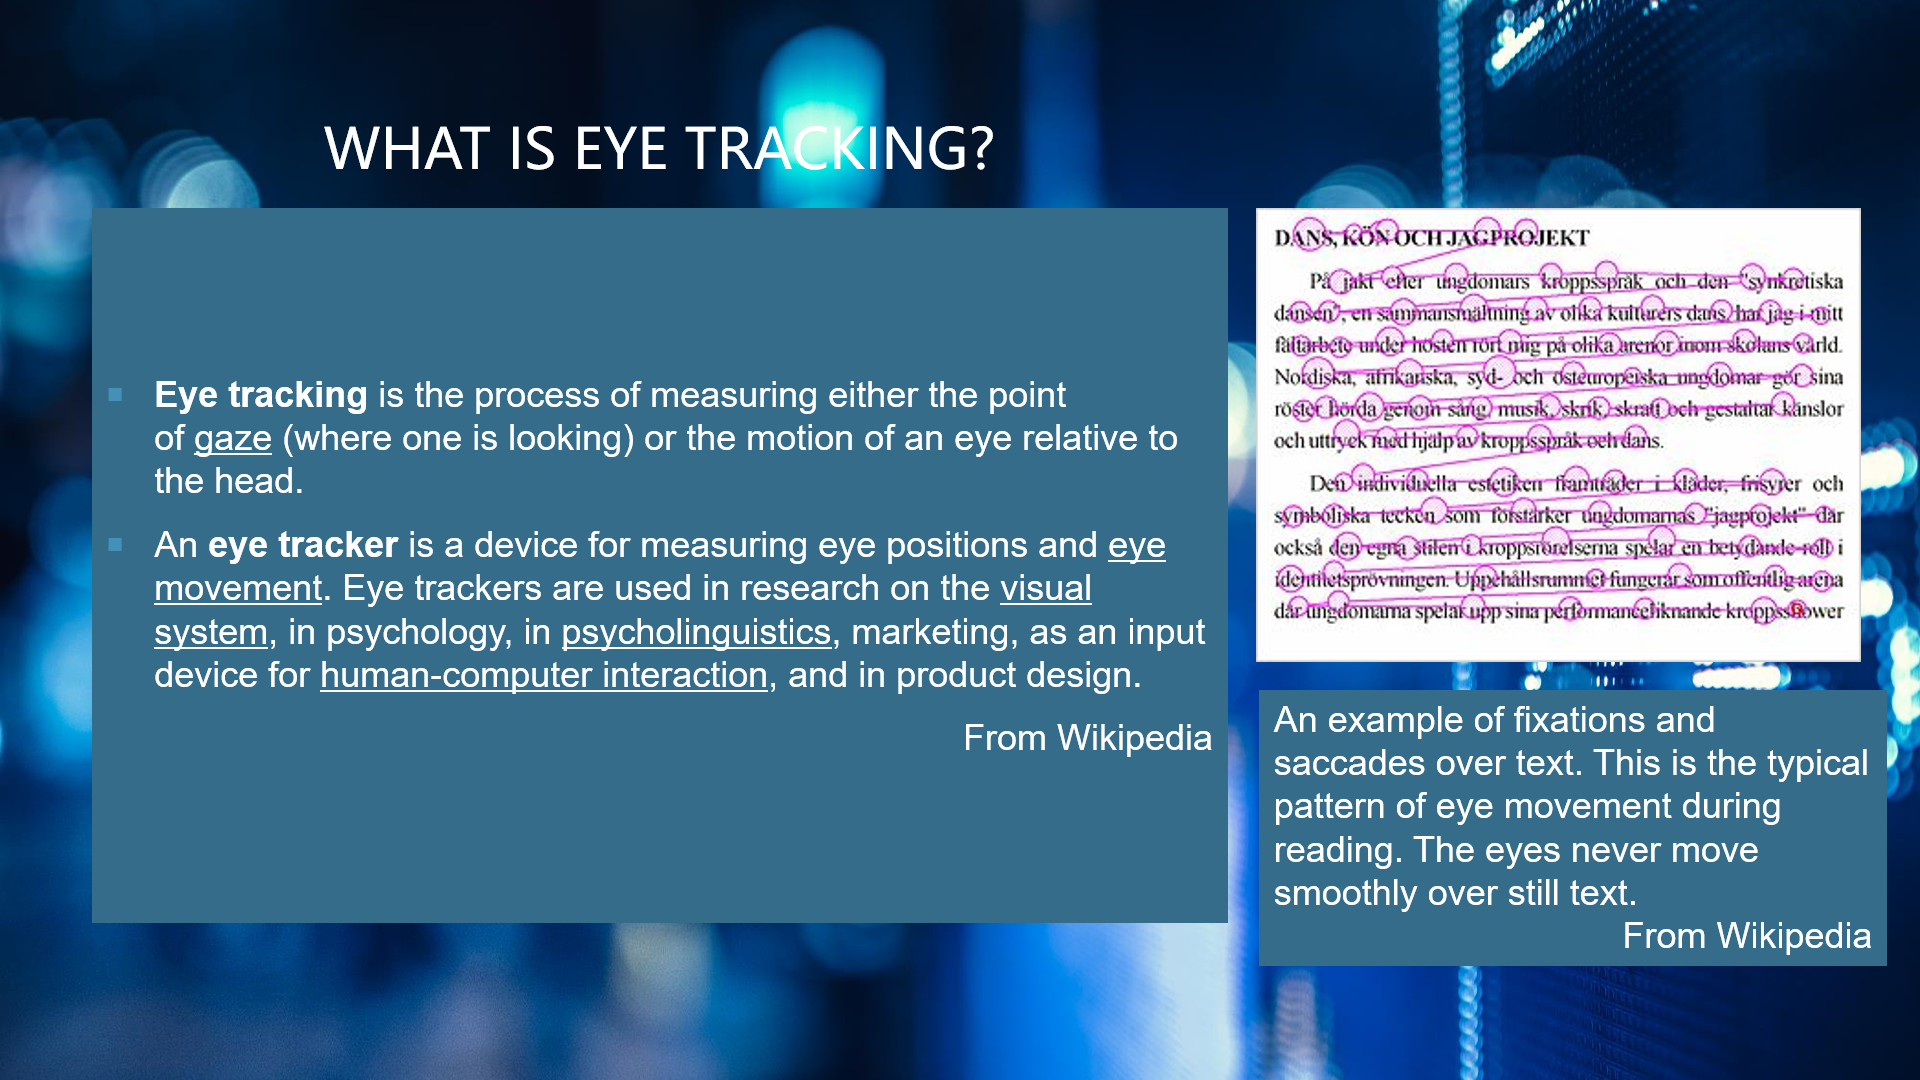 WHAT IS EYE TRACKING?
Eye tracking is the process of measuring either the point
of gaze (where one is looking) or the motion of an eye relative to
the head.
An eye tracker is a device for measuring eye positions and eye
movement. Eye trackers are used in research on the visual
system, in psychology, in psycholinguistics, marketing, as an input
device for human-computer interaction, and in product design.
From Wikipedia
DANS, KÖN OCH JAGPROJEKT
På jakt efter ungdomars kroppsspråk och den "synkretiska
dansen", en sammansmältning av olika kulturers dans, har jag i mitt
fältarbete under hösten rört mig på olika arenor inom skolans värld.
Nordiska, afrikanska, syd- och östeuropeiska ungdomar gör sina
röster hörda genom sång, musik, skrik, skratt och gestaltar känslor
och uttryck med hjälp av kroppsspråk och dans.
Den individuella estetiken framträder i kläder, frisyrer och
symboliska tecken som förstärker ungdomarnas "jagprojekt" där
också den egna stilen i kroppsrörelserna spelar en betydande roll i
identitetsprövningen. Uppehållsrummet fungerar som offentlig arena
där ungdomarna spelar upp sina performanceliknande kroppsshower
An example of fixations and
saccades over text. This is the typical
pattern of eye movement during
reading. The eyes never move
smoothly over still text.
From Wikipedia